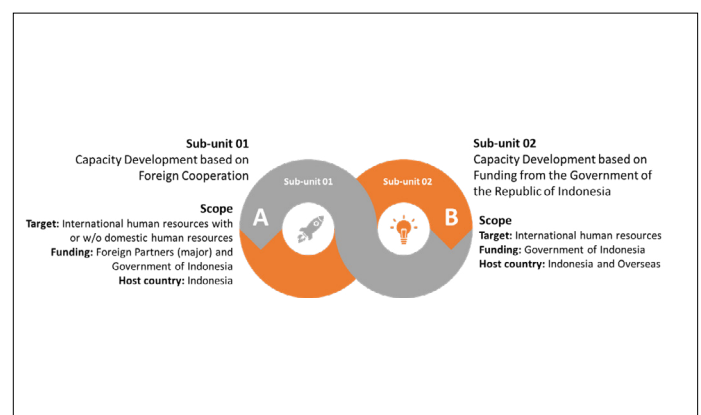 Sub-unit 01
Capacity Development based on
Foreign Cooperation
Scope
Target: International human resources with
or w/o domestic human resources
Funding: Foreign Partners (major) and
Government of Indonesia
Host country: Indonesia
Sub-unit 01
A
Sub-unit 02
B
Sub-unit 02
Capacity Development based on
Funding from the Government of
the Republic of Indonesia
Scope
Target: International human resources
Funding: Government of Indonesia
Host country: Indonesia and Overseas